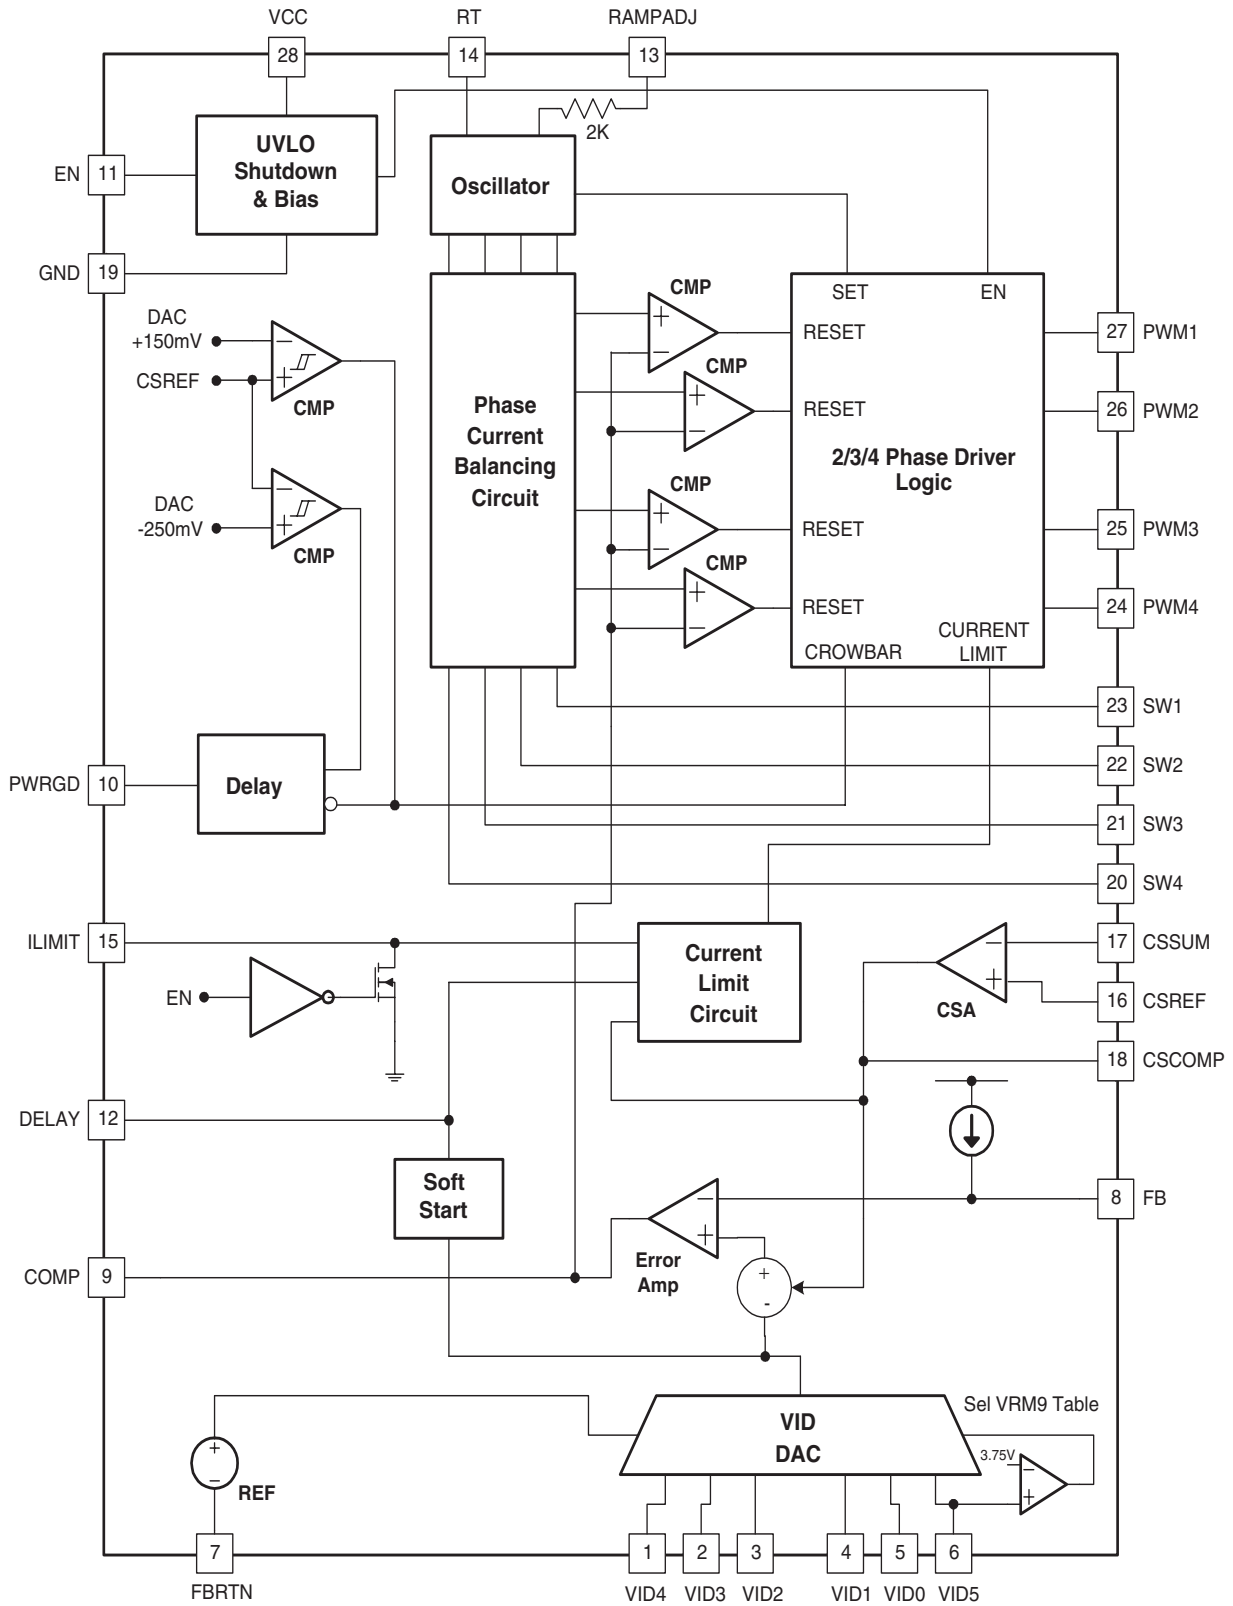 VCC RT RAMPADJ
28 14 13
2K
UVLO
Shutdown
& Bias
EN 11
Oscillator
GND 19
SET EN
CMP
+
−
RESET
27 PWM1
DAC
+150mV
−
CSREF
+
CMP
CMP
+
−
RESET
26 PWM2
Phase
Current
Balancing
Circuit
2/3/4 Phase Driver
Logic
DAC
-250mV
−
+
CMP
CMP
+
−
RESET
25 PWM3
CMP
+
−
RESET
24 PWM4
CROWBAR
CURRENT
LIMIT
23 SW1
22 SW2
PWRGD 10
Delay
21 SW3
20 SW4
ILIMIT 15
Current
Limit
Circuit
−
+
CSA
17 CSSUM
EN
16 CSREF
18 CSCOMP
DELAY 12
Soft
Start
−
+
8 FB
Error
Amp
COMP 9
+
-
Sel VRM9 Table
VID
DAC
3.75V
−
+
+
−
REF
7 1 2 3 4 5 6
FBRTN VID4 VID3 VID2 VID1 VID0 VID5